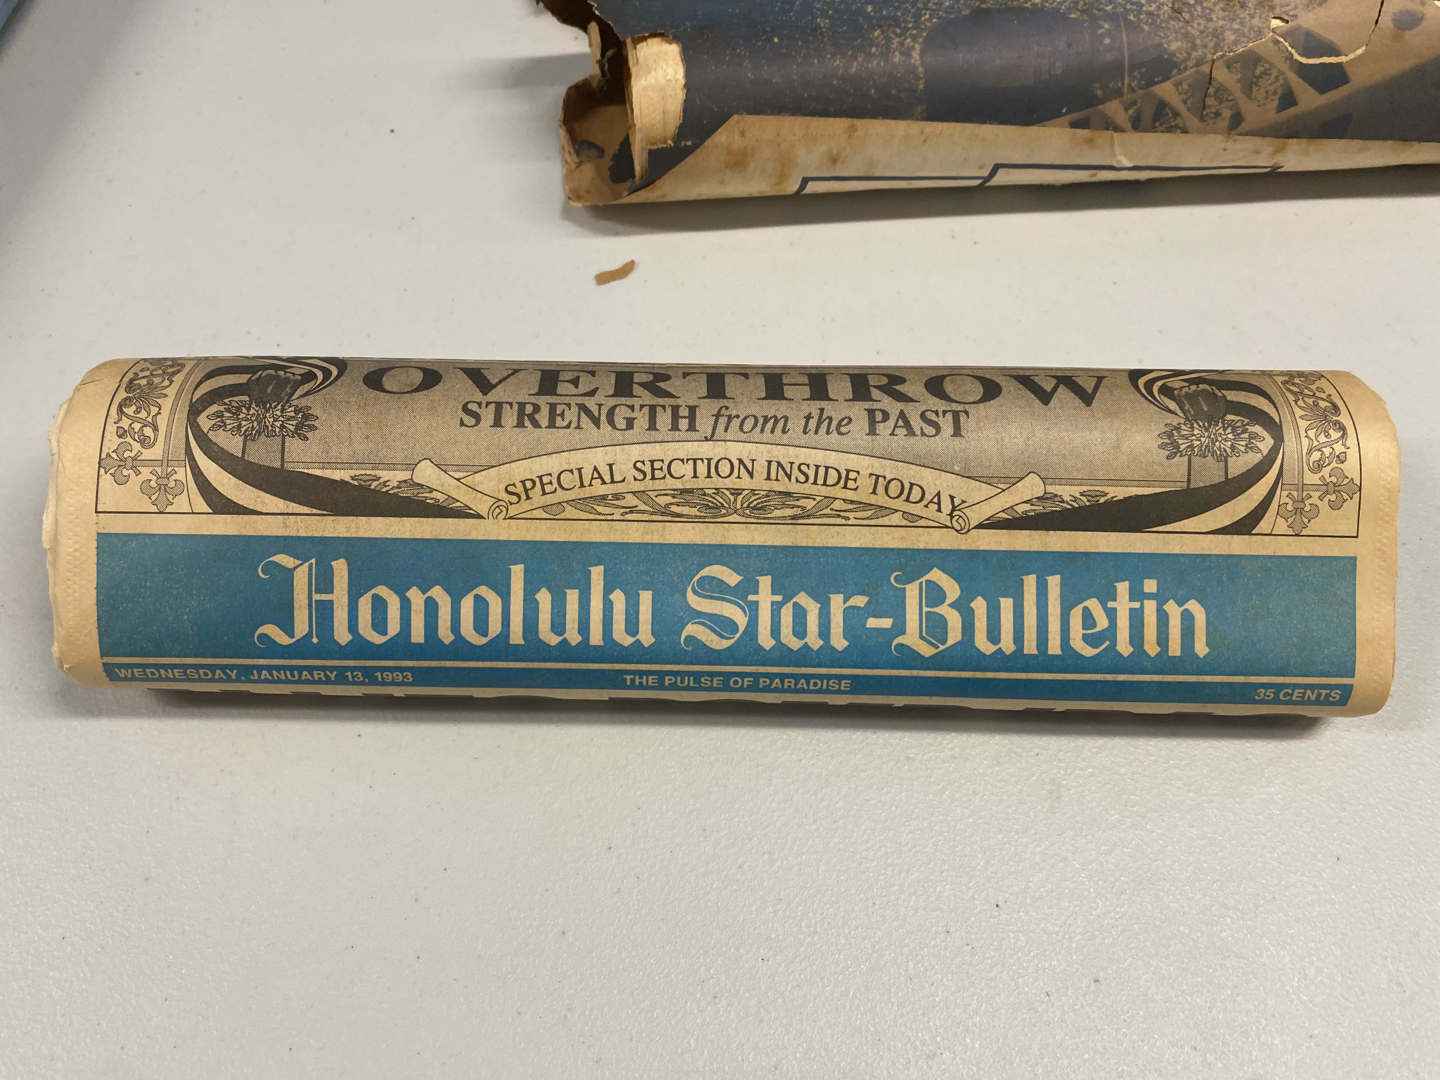 OVERTHROW
STRENGTH from the PAST
SPECIAL SECTION INSIDE TODAY
Honolulu Star-Bulletin
WEDNESDAY, JANUARY 13, 1993 THE PULSE OF PARADISE 35 CENTS